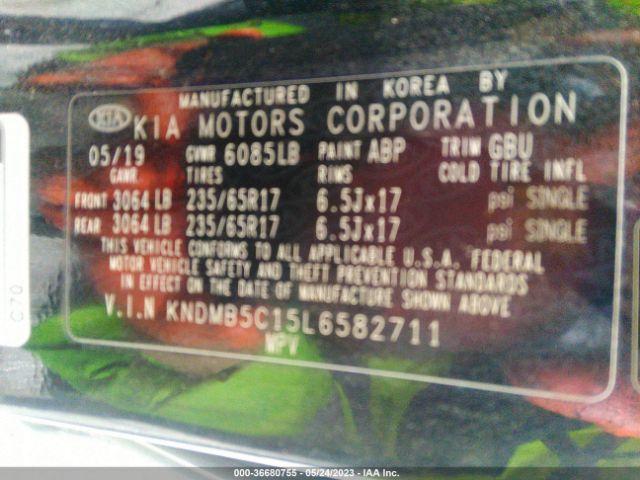 MANUFACTURED IN KOREA BY
KIA KIA MOTORS CORPORATION
05/19 GVWR 6085LB PAINT ABP TRIM GBU
GAWR TIRES RIMS COLD TIRE INFL
FRONT 3064 LB 235/65R17 6.5Jx17 psi SINGLE
REAR 3064 LB 235/65R17 6.5Jx17 psi SINGLE
THIS VEHICLE CONFORMS TO ALL APPLICABLE U.S.A. FEDERAL
MOTOR VEHICLE SAFETY AND THEFT PREVENTION STANDARDS
IN EFFECT ON THE DATE OF MANUFACTURE SHOWN ABOVE
V.I.N KNDMB5C15L6582711
MPV
C70
000-36680755 - 05/24/2023 - IAA Inc.